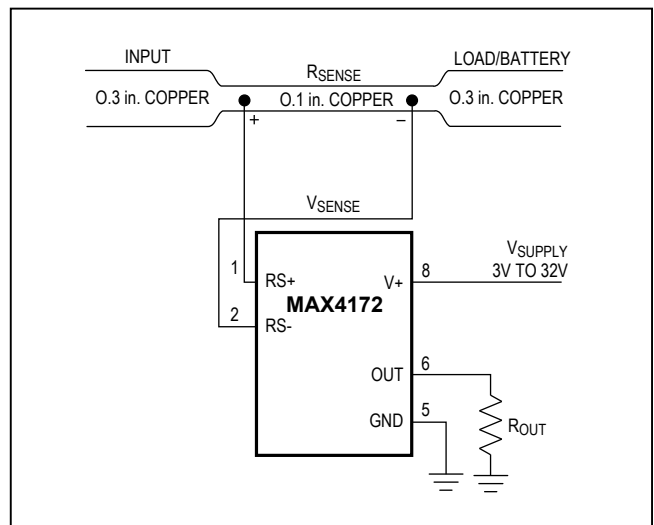 INPUT
RSENSE
LOAD/BATTERY
O.3 in. COPPER
O.1 in. COPPER
O.3 in. COPPER
+
–
VSENSE
VSUPPLY
3V TO 32V
1
RS+
V+
8
MAX4172
2
RS-
OUT
6
GND
5
ROUT